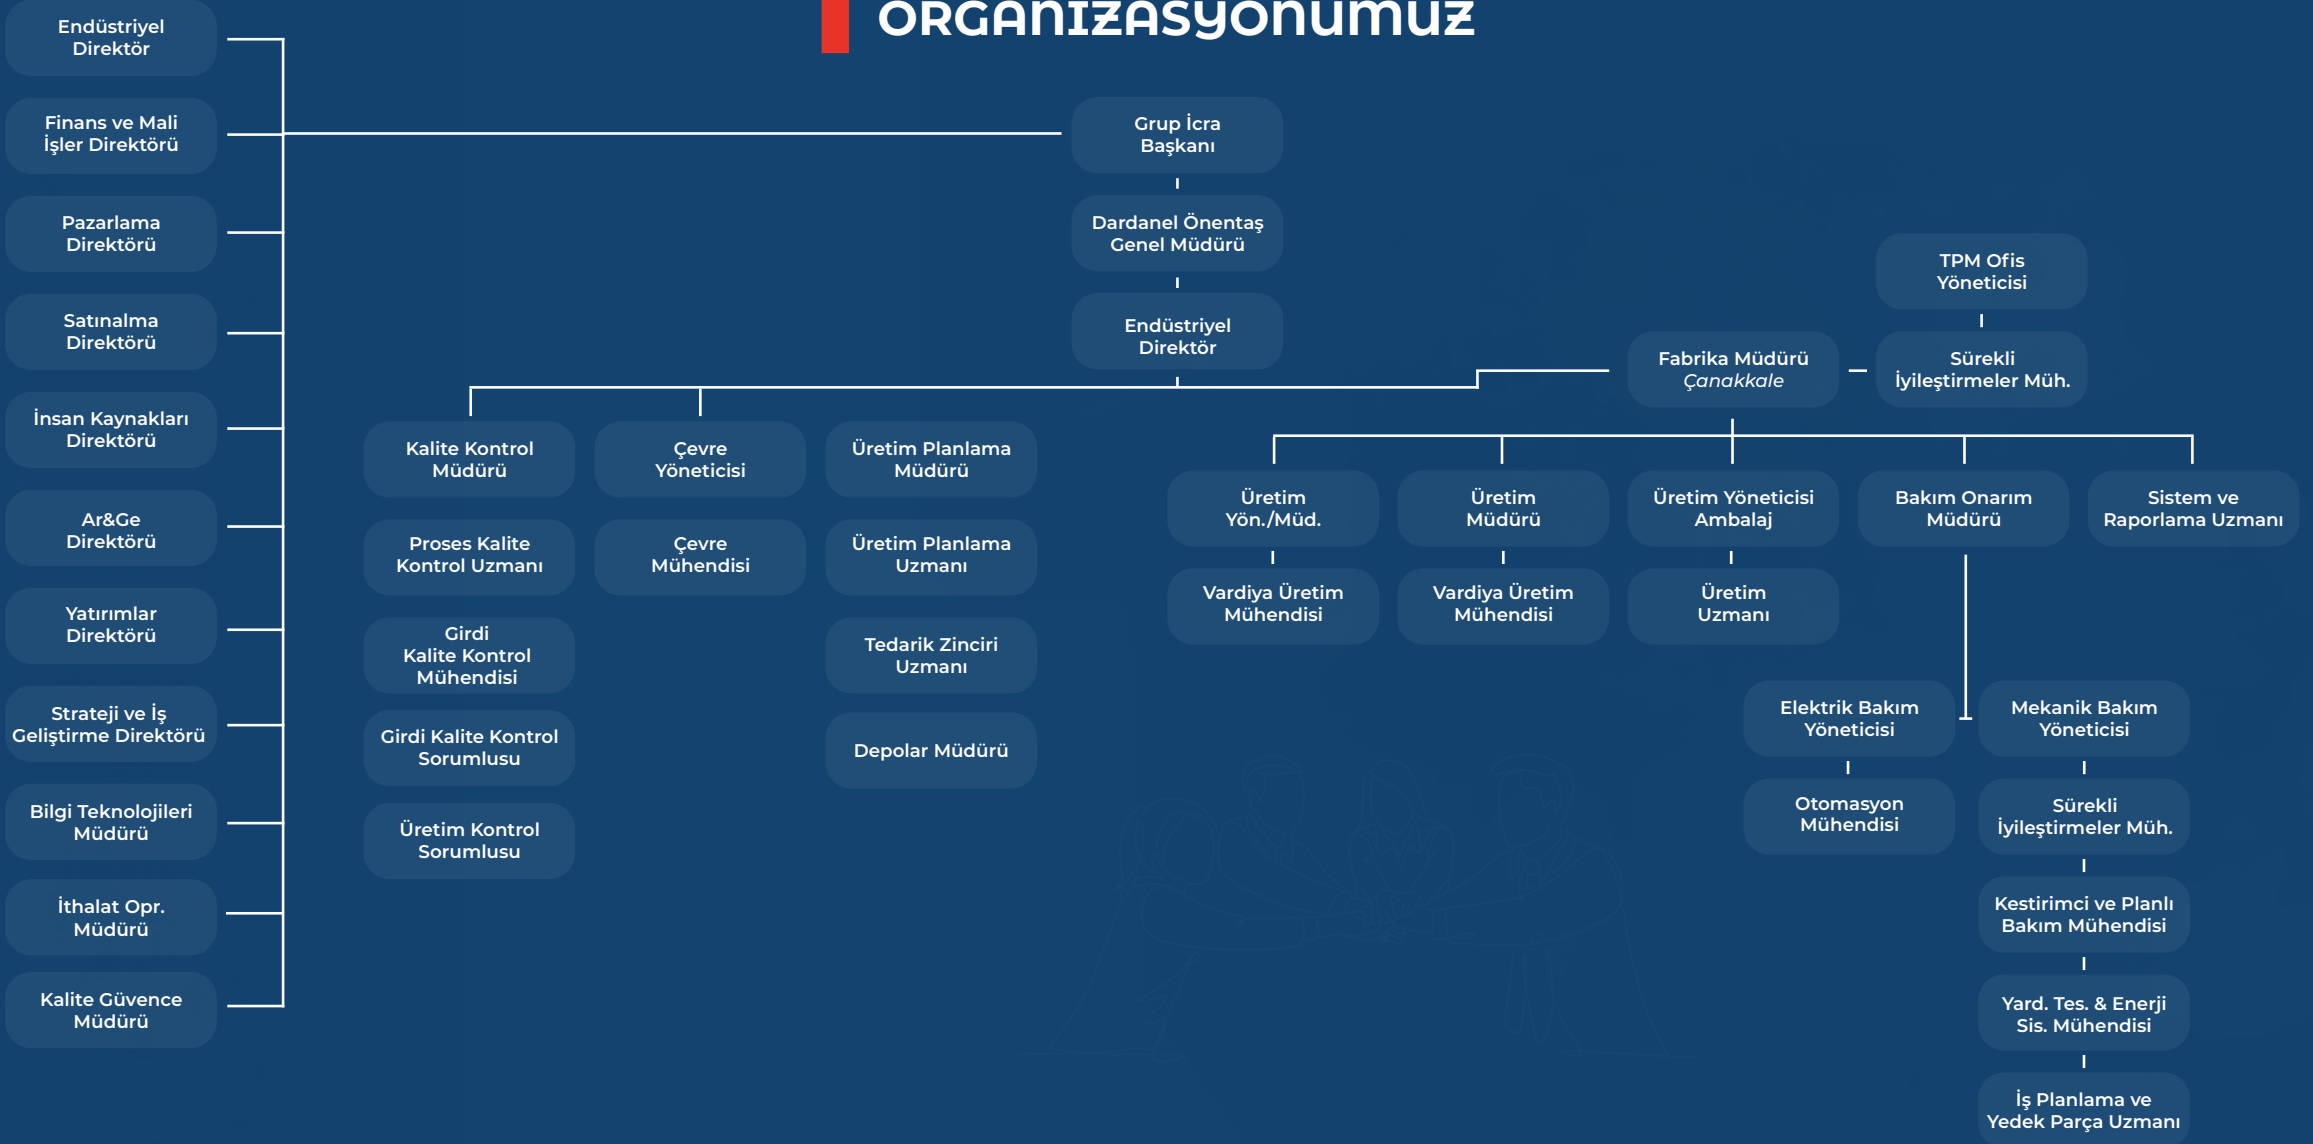 ORGANIZASYONUMUZ
Endüstriyel
Direktör
Finans ve Mali
İşler Direktörü
Pazarlama
Direktörü
Satınalma
Direktörü
İnsan Kaynakları
Direktörü
Ar&Ge
Direktörü
Yatırımlar
Direktörü
Strateji ve İş
Geliştirme Direktörü
Bilgi Teknolojileri
Müdürü
İthalat Opr.
Müdürü
Kalite Güvence
Müdürü
Grup İcra
Başkanı
Dardanel Önentaş
Genel Müdürü
Endüstriyel
Direktör
Kalite Kontrol
Müdürü
Proses Kalite
Kontrol Uzmanı
Girdi
Kalite Kontrol
Mühendisi
Girdi Kalite Kontrol
Sorumlusu
Üretim Kontrol
Sorumlusu
Çevre
Yöneticisi
Çevre
Mühendisi
Üretim Planlama
Müdürü
Üretim Planlama
Uzmanı
Tedarik Zinciri
Uzmanı
Depolar Müdürü
TPM Ofis
Yöneticisi
Fabrika Müdürü
Çanakkale
Sürekli
İyileştirmeler Müh.
Üretim
Yön./Müd.
Vardiya Üretim
Mühendisi
Üretim
Müdürü
Vardiya Üretim
Mühendisi
Üretim Yöneticisi
Ambalaj
Üretim
Uzmanı
Bakım Onarım
Müdürü
Sistem ve
Raporlama Uzmanı
Elektrik Bakım
Yöneticisi
Otomasyon
Mühendisi
Mekanik Bakım
Yöneticisi
Sürekli
İyileştirmeler Müh.
Kestirimci ve Planlı
Bakım Mühendisi
Yard. Tes. & Enerji
Sis. Mühendisi
İş Planlama ve
Yedek Parça Uzmanı